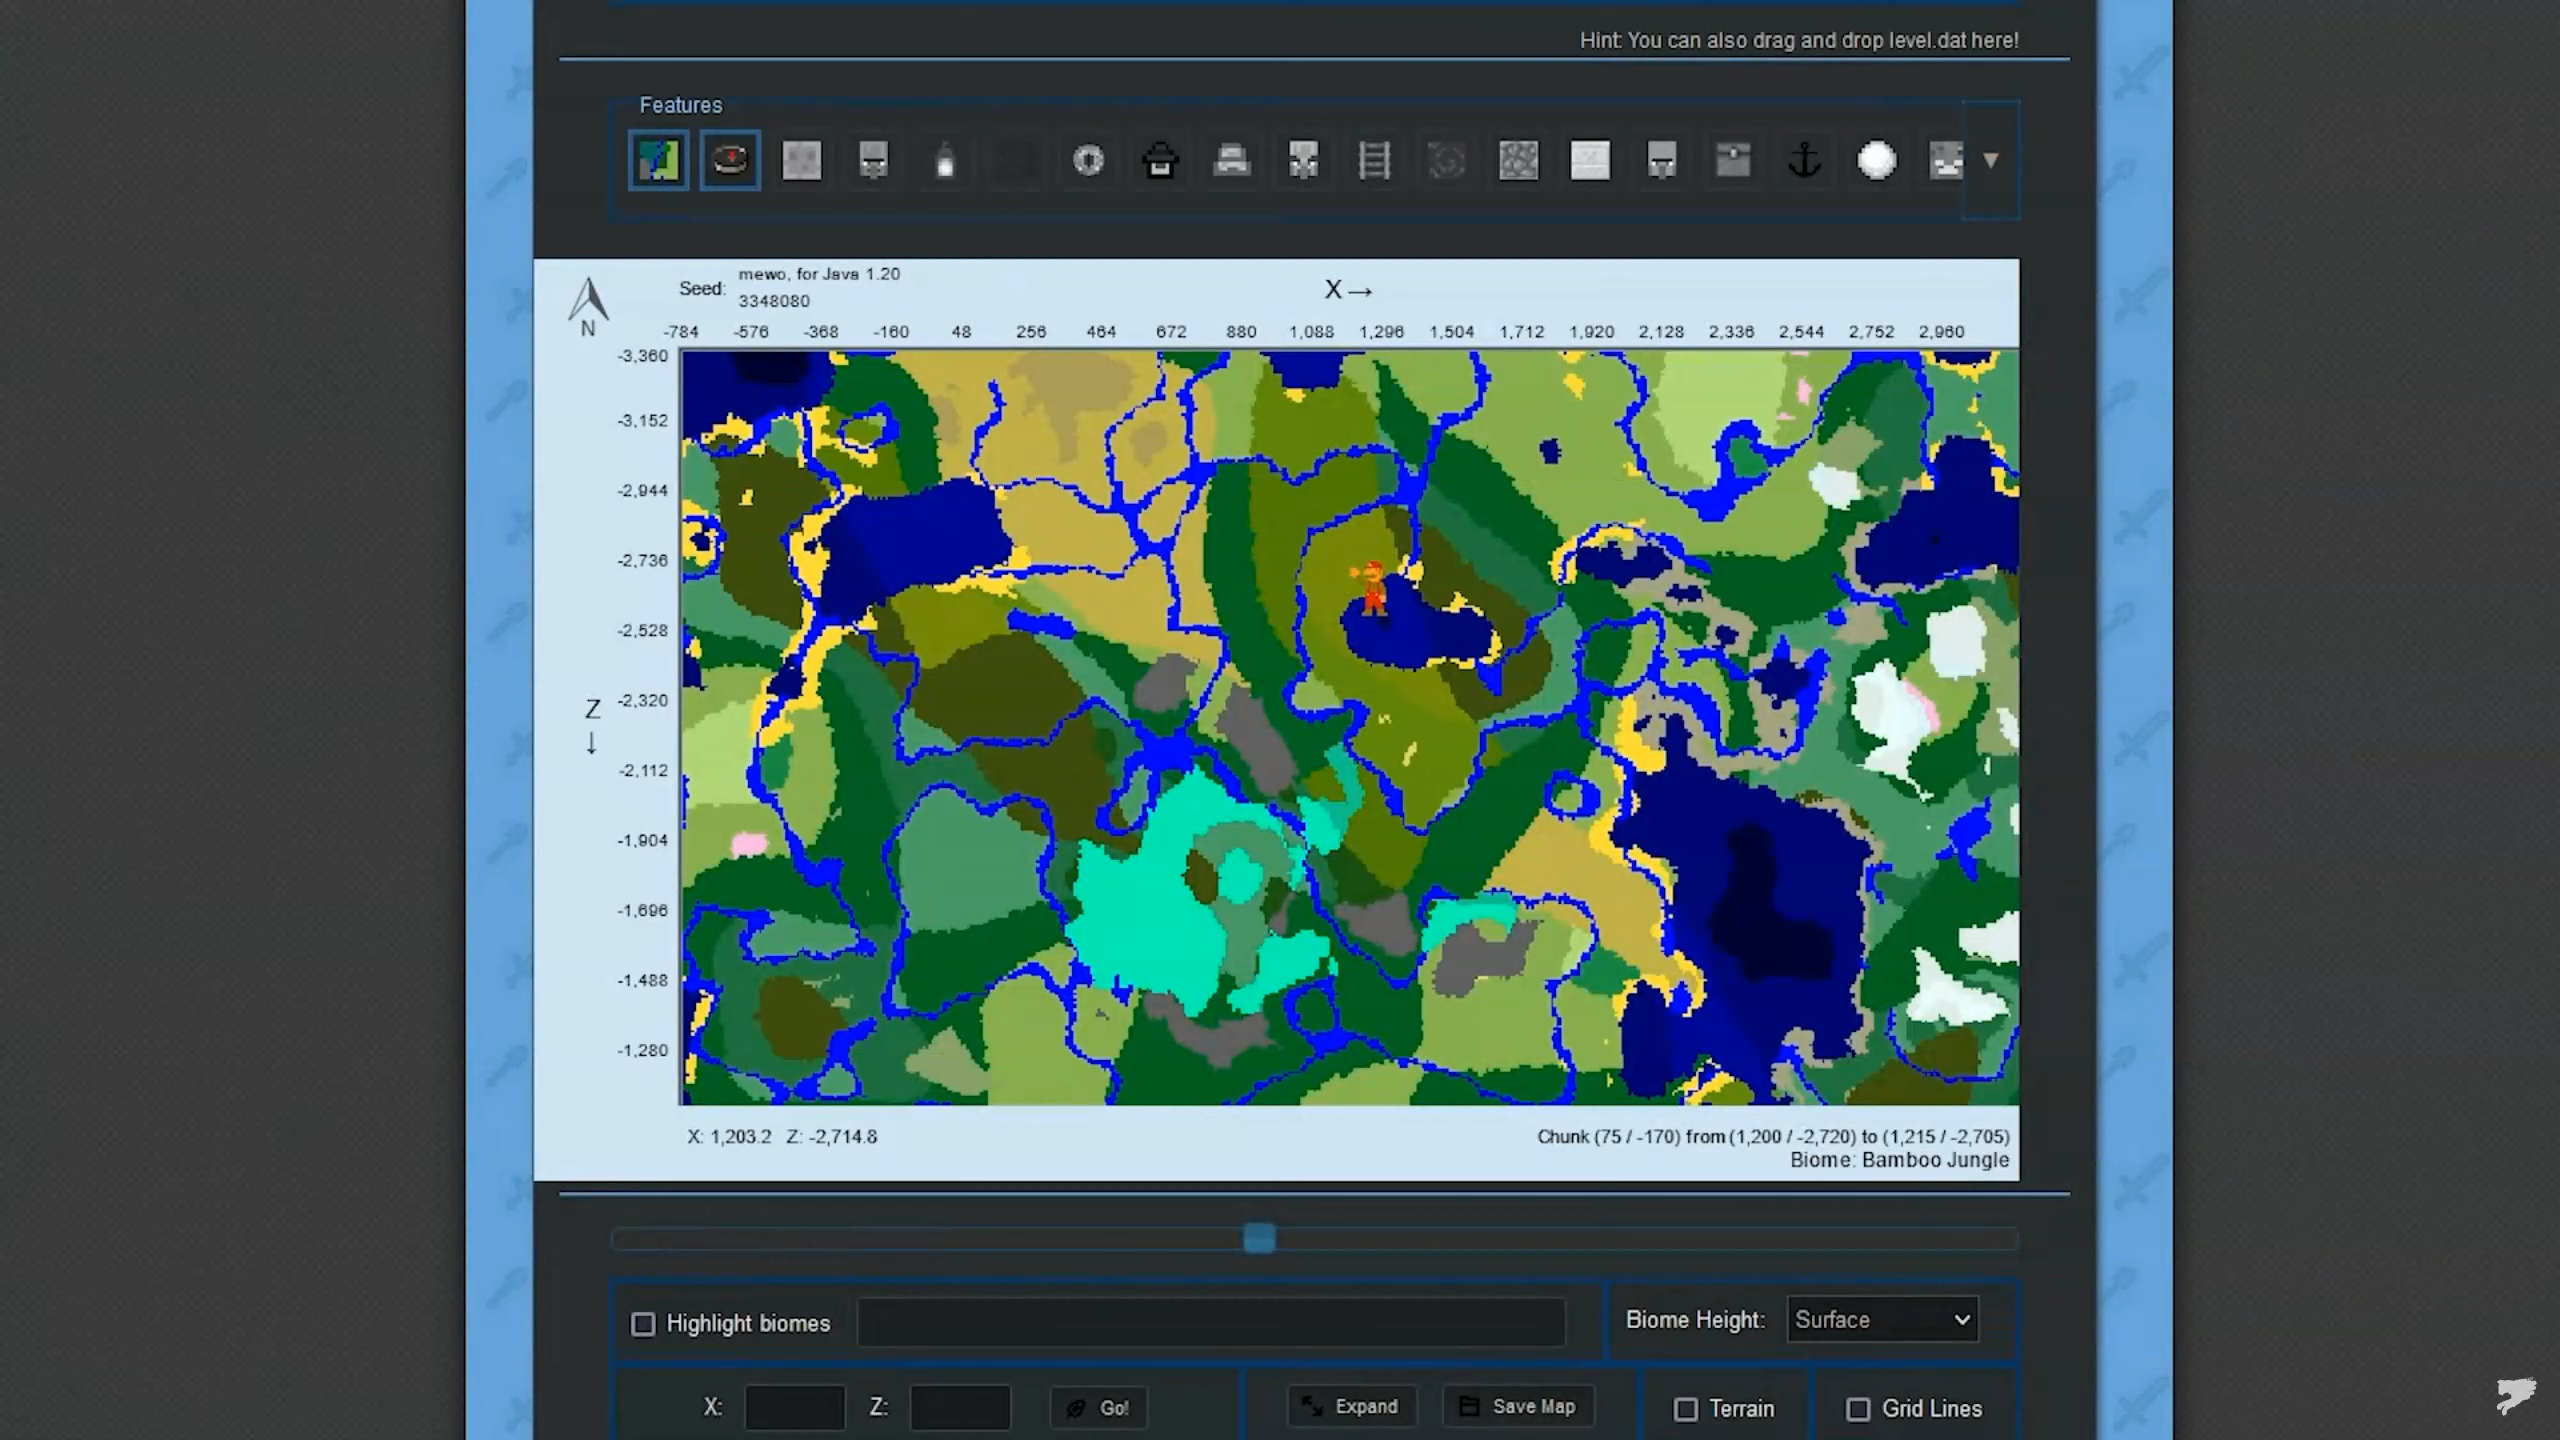 Hint: You can also drag and drop level.dat here!
Features
Seed: mewo, for Java 1.20
3348080
X→
N
-784 -576 -368 -160 48 256 464 672 880 1,088 1,296 1,504 1,712 1,920 2,128 2,336 2,544 2,752 2,960
-3,360
-3,152
-2,944
-2,736
-2,528
-2,320
Z
↓
-2,112
-1,904
-1,696
-1,488
-1,280
X: 1,203.2 Z: -2,714.8
Chunk (75 / -170) from (1,200 / -2,720) to (1,215 / -2,705)
Biome: Bamboo Jungle
Highlight biomes
Biome Height: Surface
X: Z: Go! Expand Save Map Terrain Grid Lines